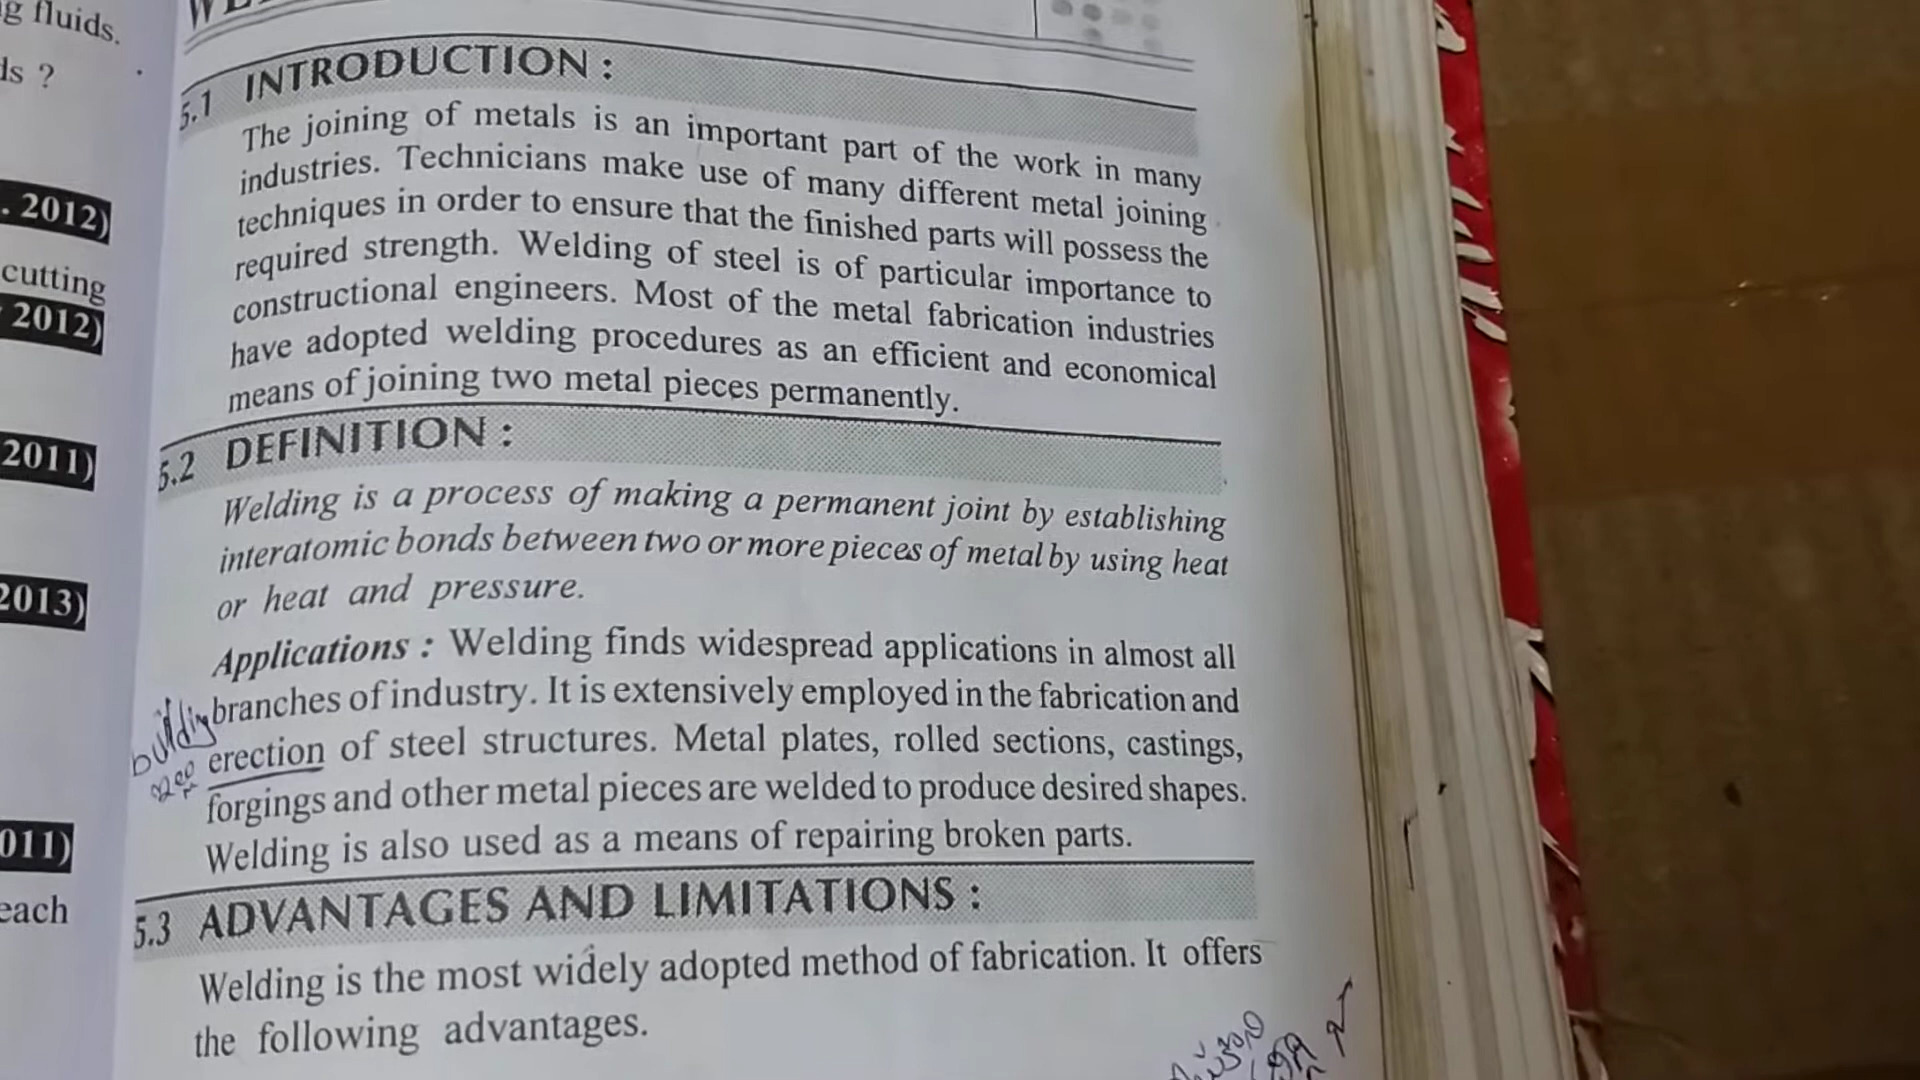 g fluids.
ds ?
. 2012)
cutting
2012)
2011)
2013)
011)
each
5.1 INTRODUCTION :
The joining of metals is an important part of the work in many
industries. Technicians make use of many different metal joining
techniques in order to ensure that the finished parts will possess the
required strength. Welding of steel is of particular importance to
constructional engineers. Most of the metal fabrication industries
have adopted welding procedures as an efficient and economical
means of joining two metal pieces permanently.
5.2 DEFINITION :
Welding is a process of making a permanent joint by establishing
interatomic bonds between two or more pieces of metal by using heat
or heat and pressure.
Applications : Welding finds widespread applications in almost all
branches of industry. It is extensively employed in the fabrication and
building
erection of steel structures. Metal plates, rolled sections, castings,
forgings and other metal pieces are welded to produce desired shapes.
Welding is also used as a means of repairing broken parts.
5.3 ADVANTAGES AND LIMITATIONS :
Welding is the most widely adopted method of fabrication. It offers
the following advantages.